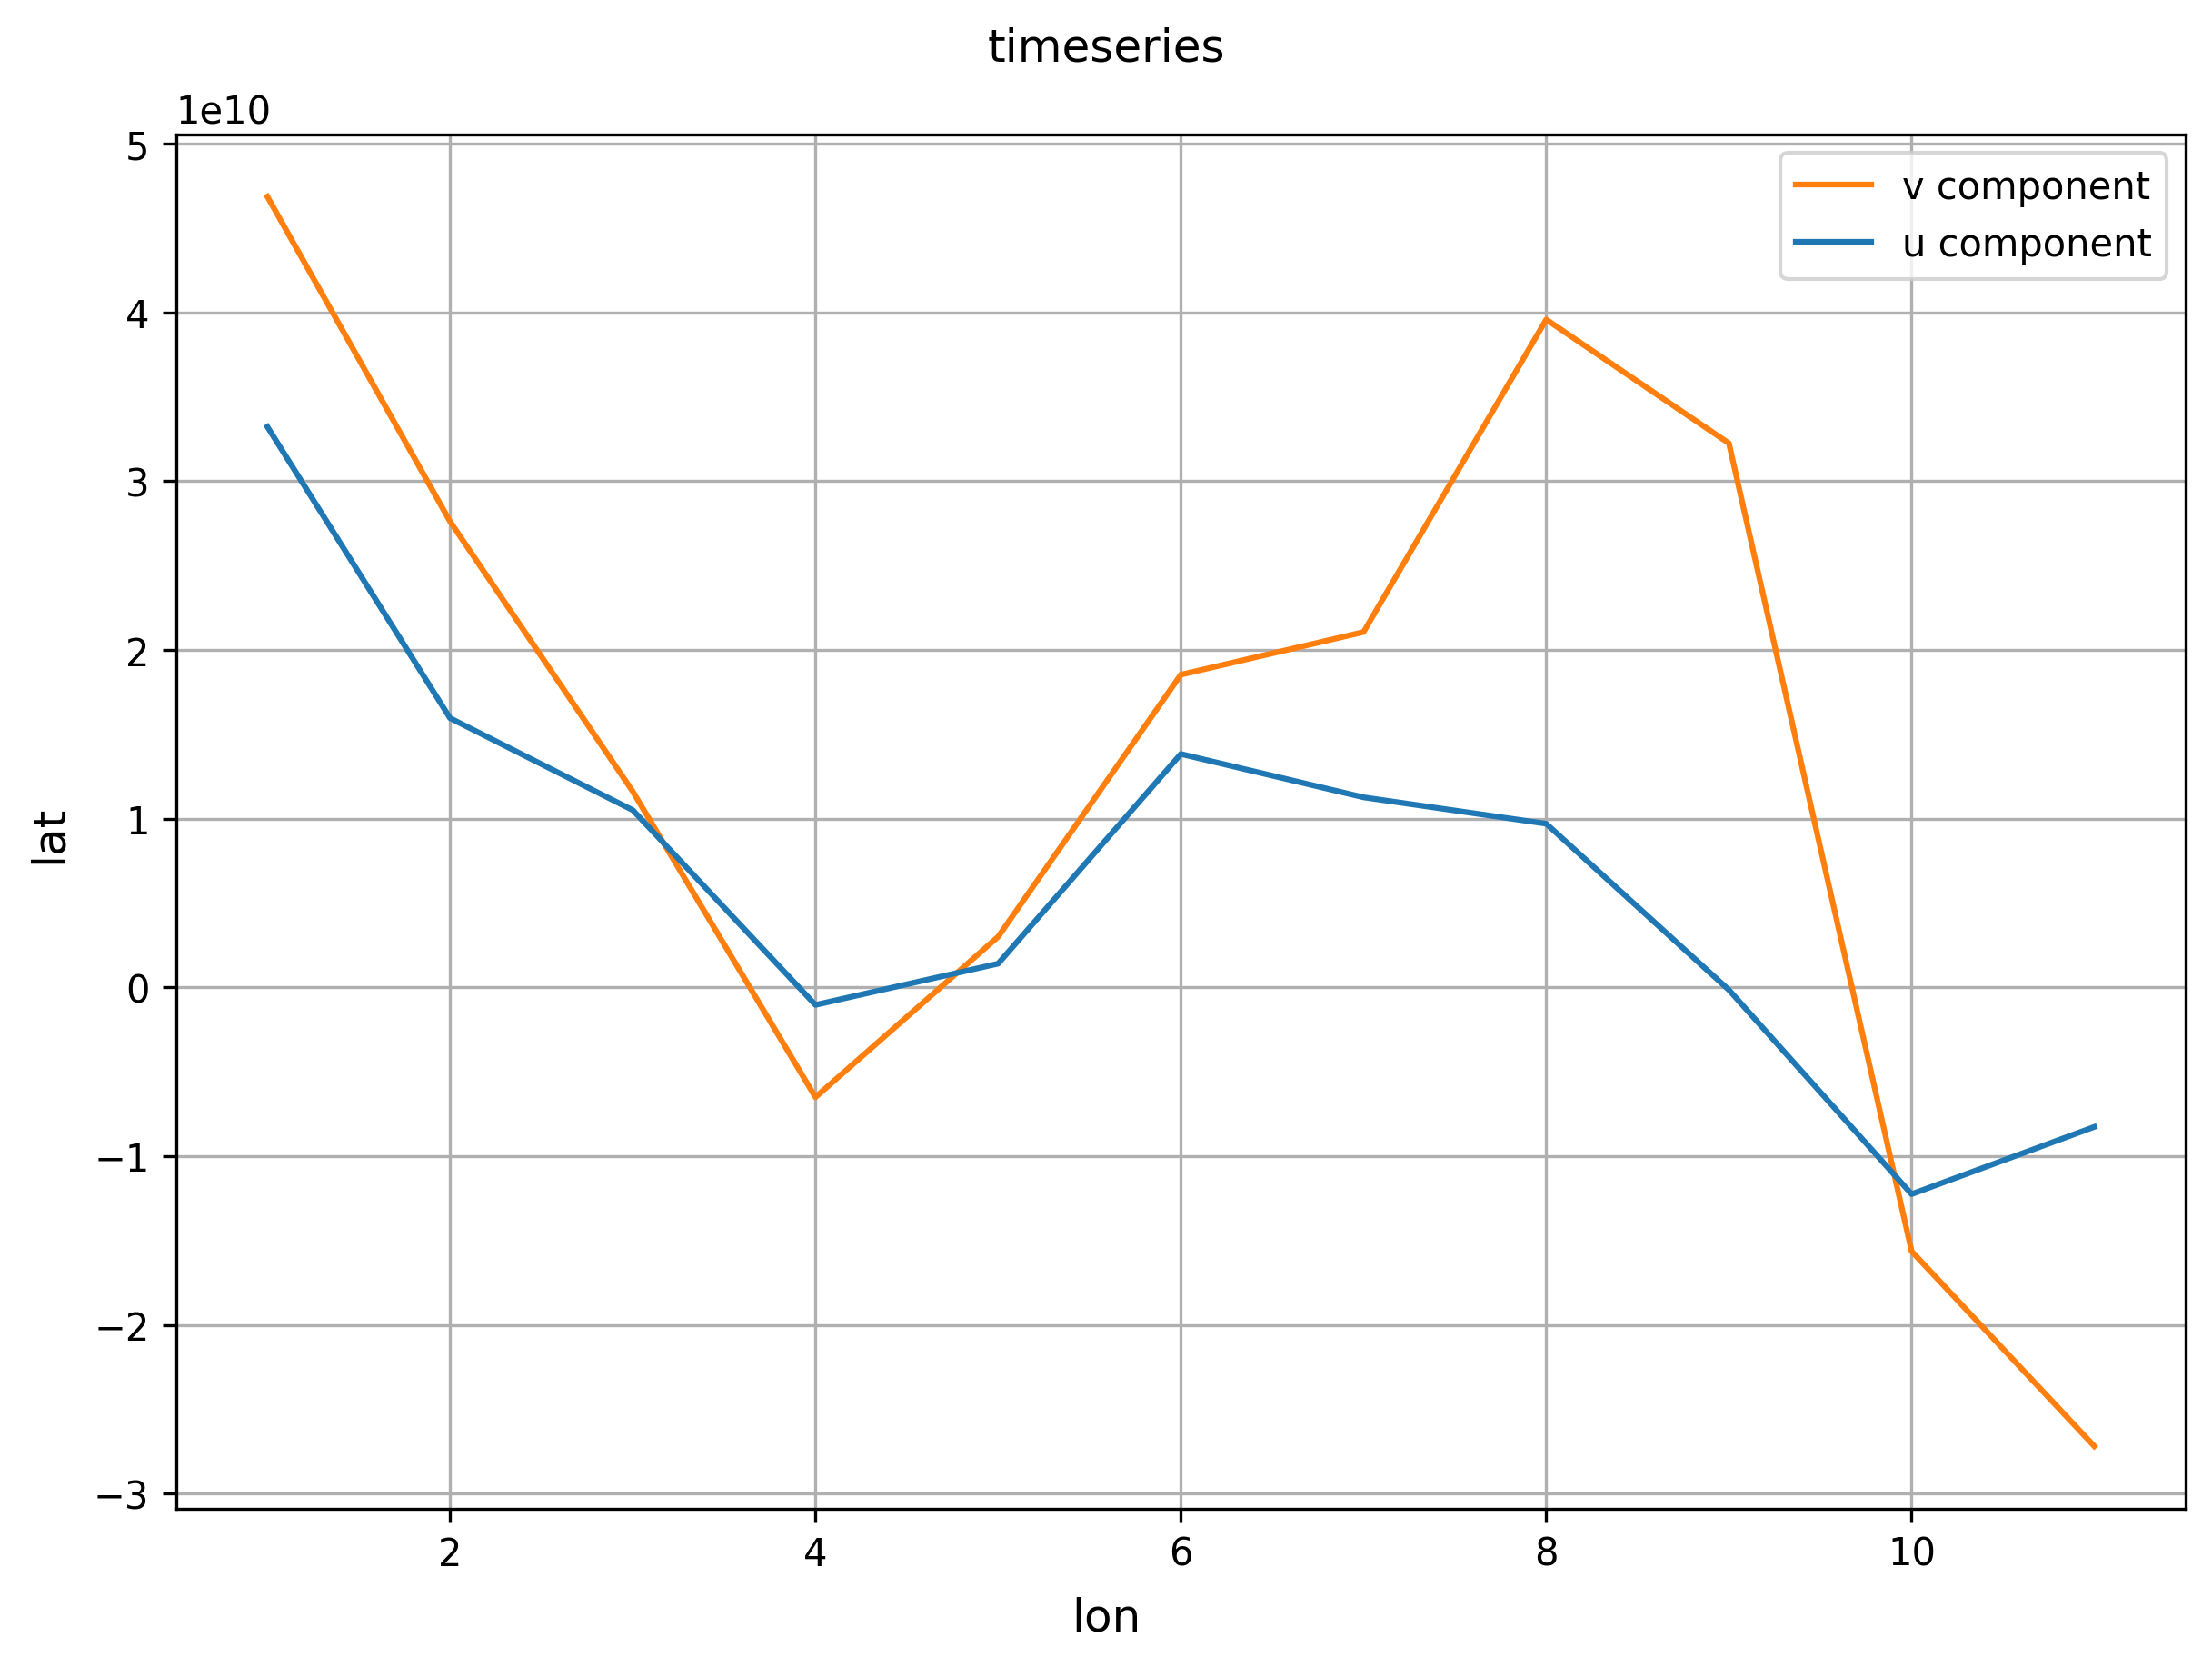 timeseries
1e10
5
4
3
2
1
0
−1
−2
−3
lat
v component
u component
2 4 6 8 10
lon